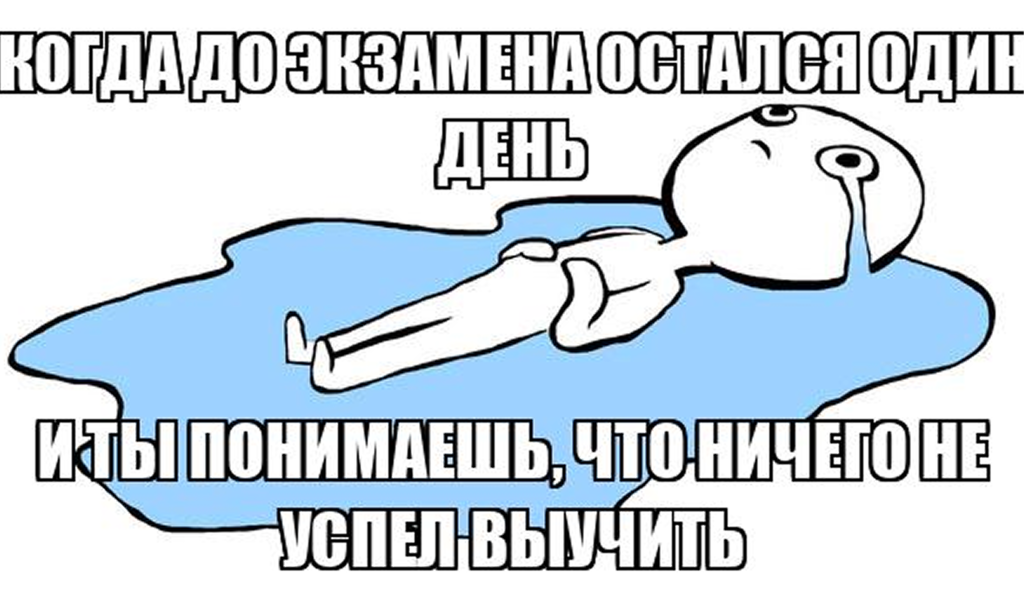 КОГДА ДО ЭКЗАМЕНА ОСТАЛСЯ ОДИН
ДЕНЬ
И ТЫ ПОНИМАЕШЬ, ЧТО НИЧЕГО НЕ
УСПЕЛ ВЫУЧИТЬ